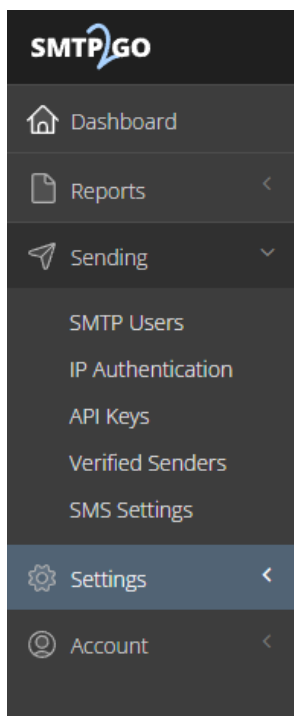 SMTP2GO
Dashboard
Reports
Sending
SMTP Users
IP Authentication
API Keys
Verified Senders
SMS Settings
Settings
Account